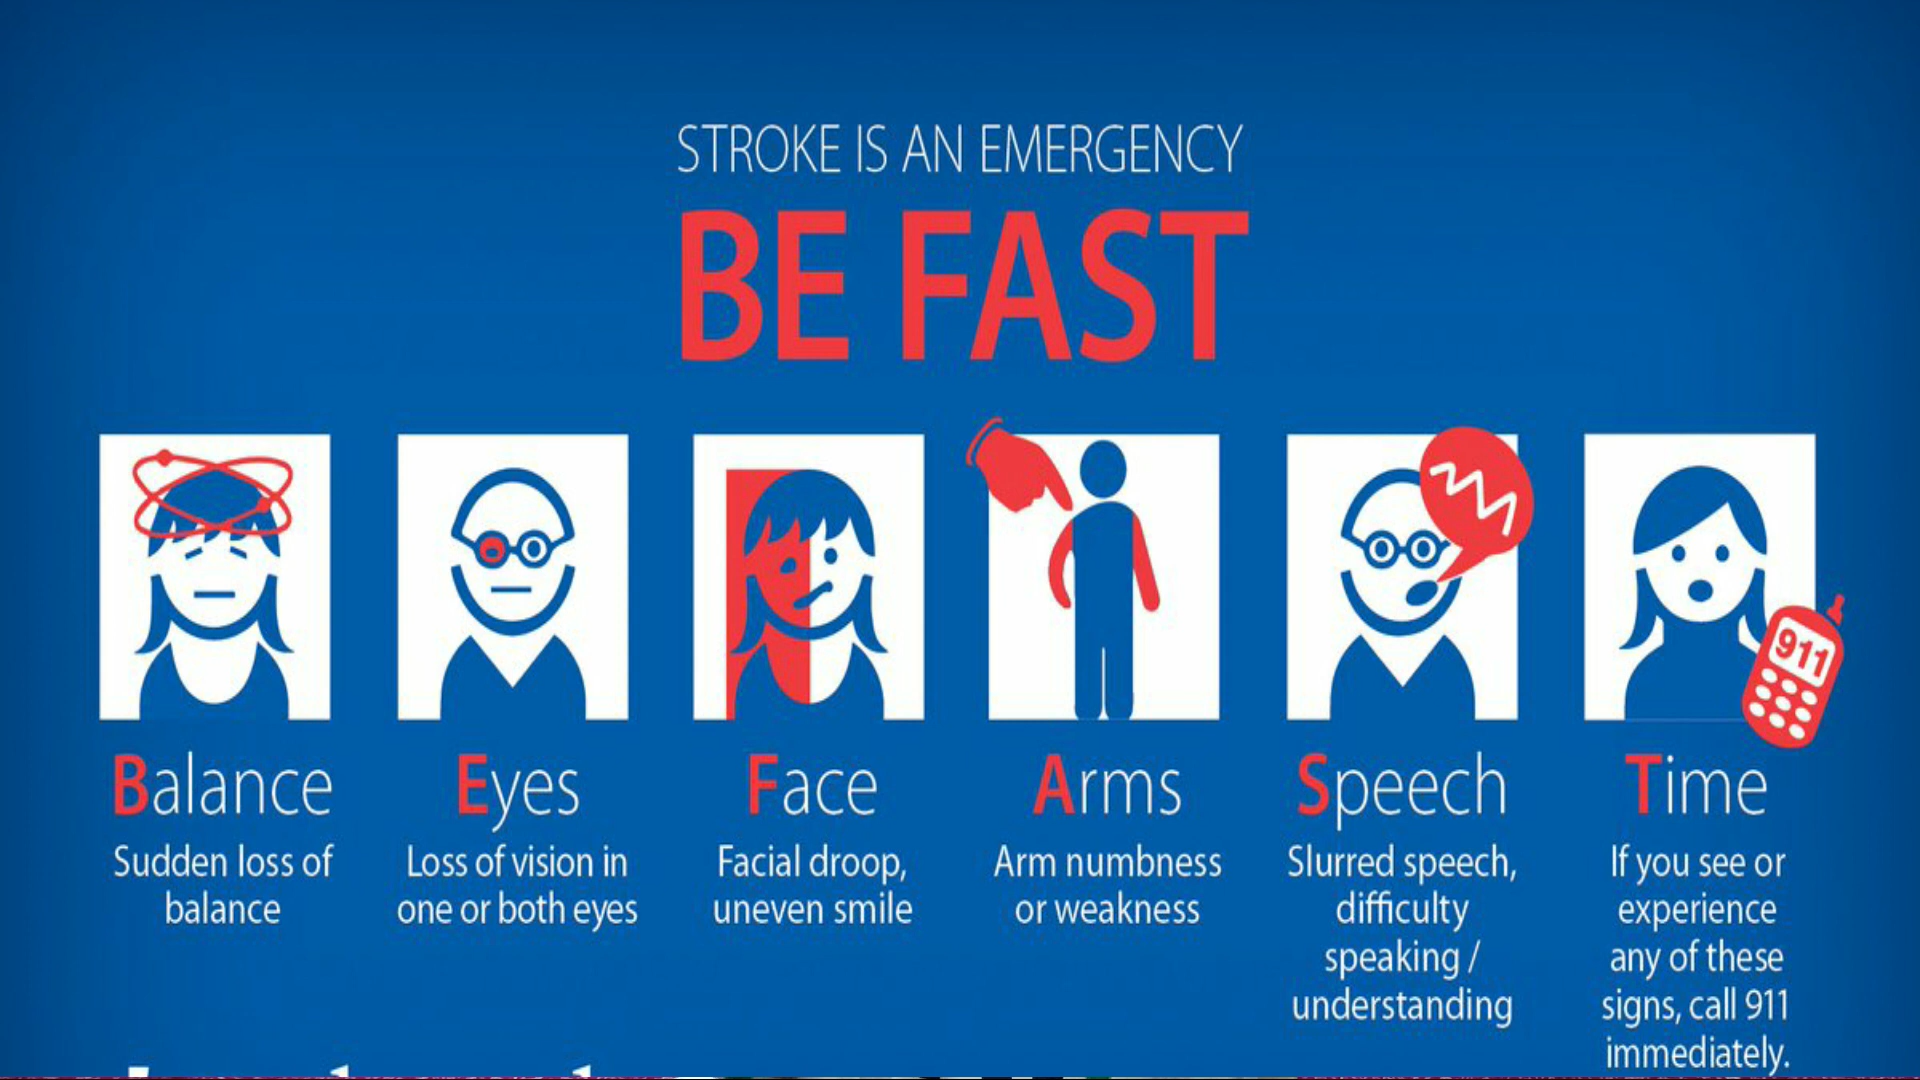 STROKE IS AN EMERGENCY
BE FAST
911
Balance
Sudden loss of
balance
Eyes
Loss of vision in
one or both eyes
Face
Facial droop,
uneven smile
Arms
Arm numbness
or weakness
Speech
Slurred speech,
difficulty
speaking /
understanding
Time
If you see or
experience
any of these
signs, call 911
immediately.